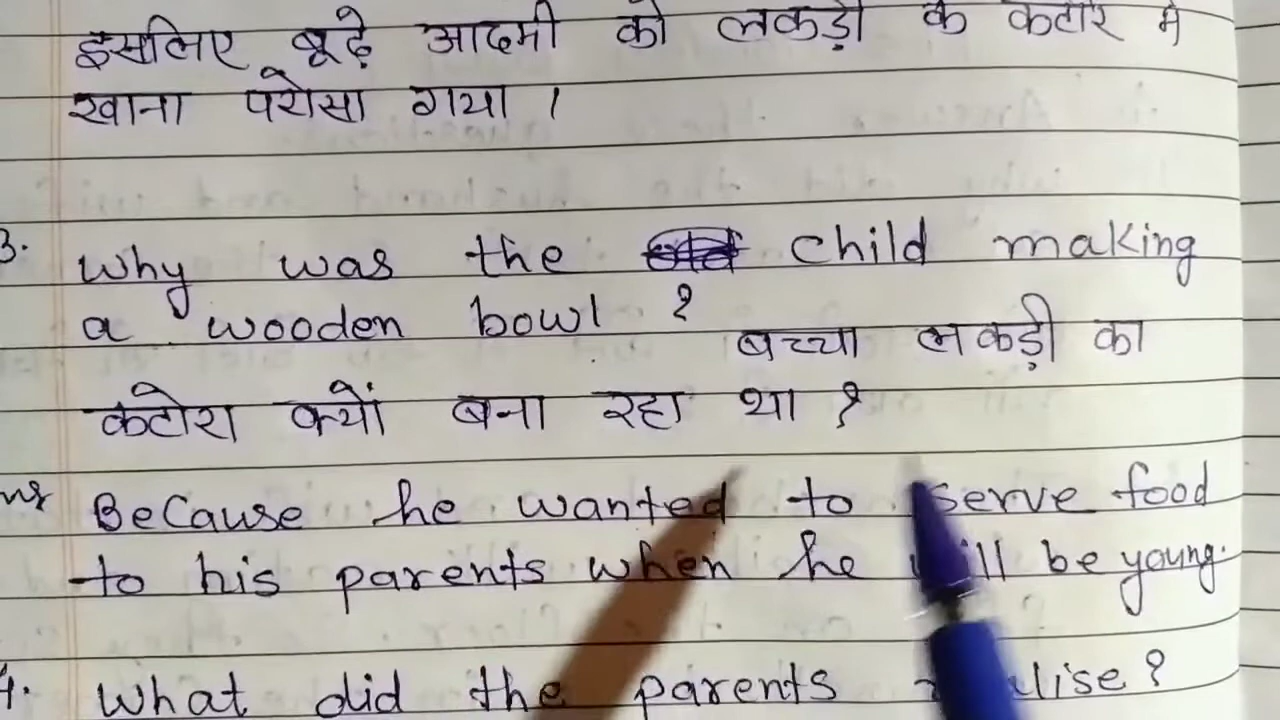 इसलिए बूढ़े आदमी को लकड़ी के कटोरे में
खाना परोसा गया ।
3. Why was the child making
a wooden bowl ?
बच्चा लकड़ी का
कटोरा क्यों बना रहा था ?
Ans Because he wanted to serve food
to his parents when he will be young.
4. What did the parents realise?